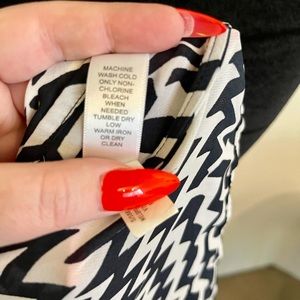 MACHINE
WASH COLD
ONLY NON-
CHLORINE
BLEACH
WHEN
NEEDED
TUMBLE DRY
LOW
WARM IRON
OR DRY
CLEAN